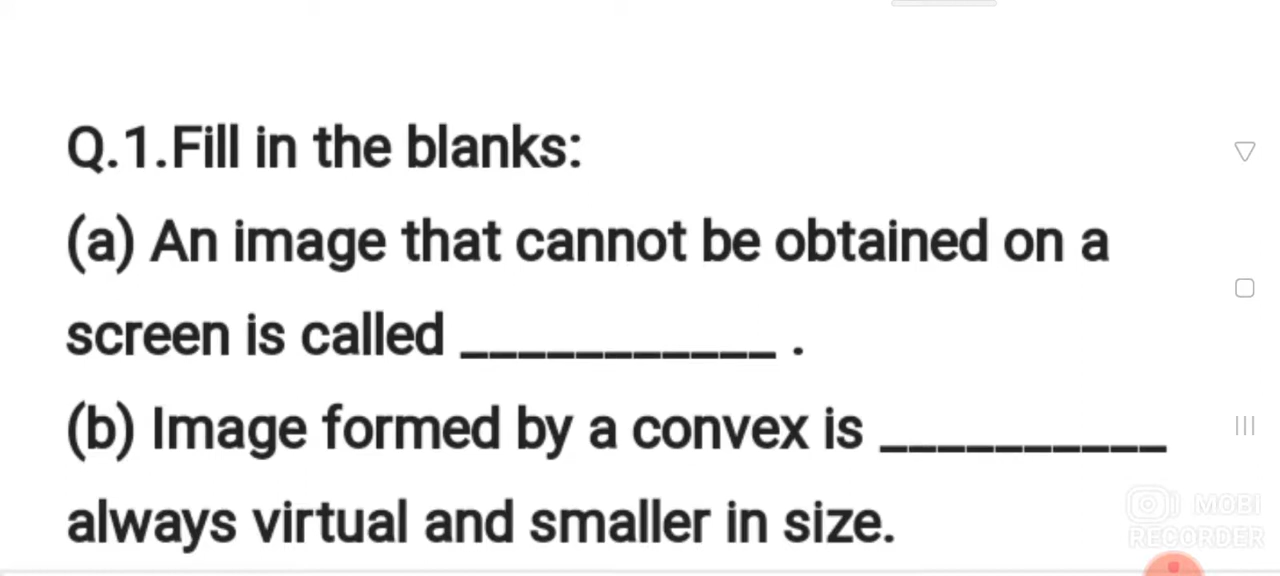 Q.1.Fill in the blanks:
(a) An image that cannot be obtained on a
screen is called ___________ .
(b) Image formed by a convex is __________
always virtual and smaller in size.
MOBI
RECORDER